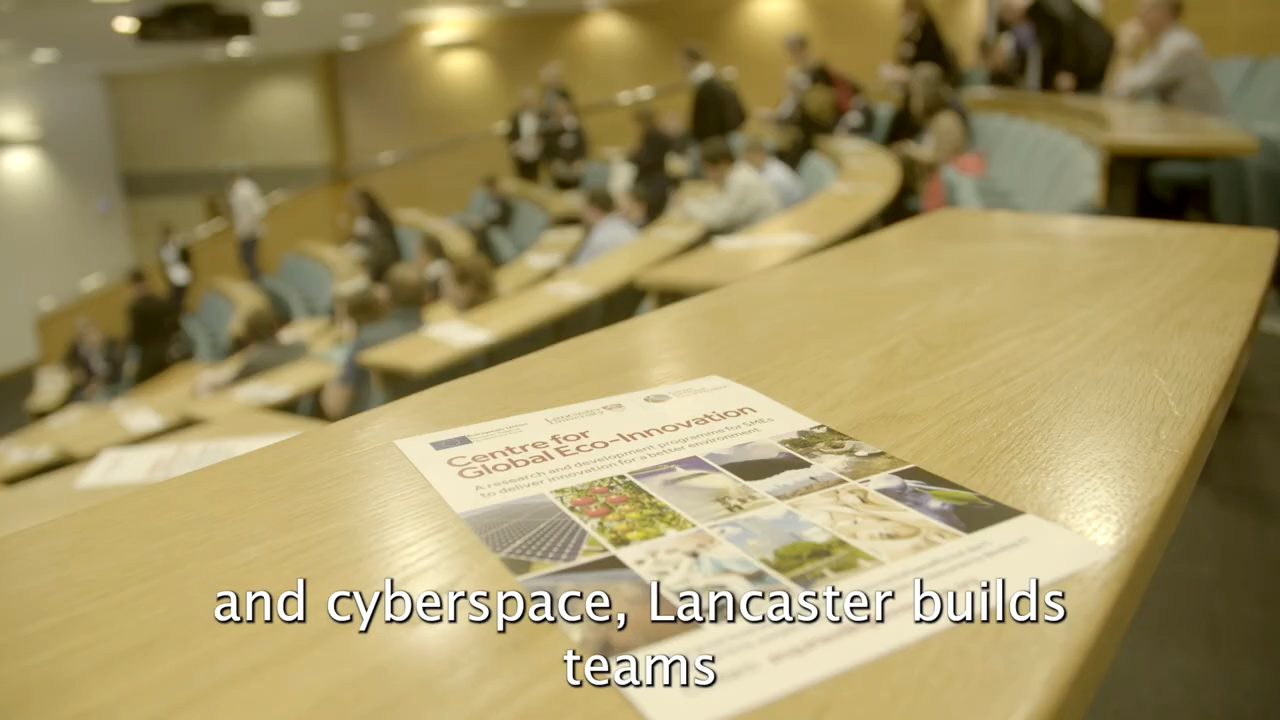 Centre for
Global Eco-Innovation
A research and development programme for SMEs
to deliver innovation for a better environment
and cyberspace, Lancaster builds
teams